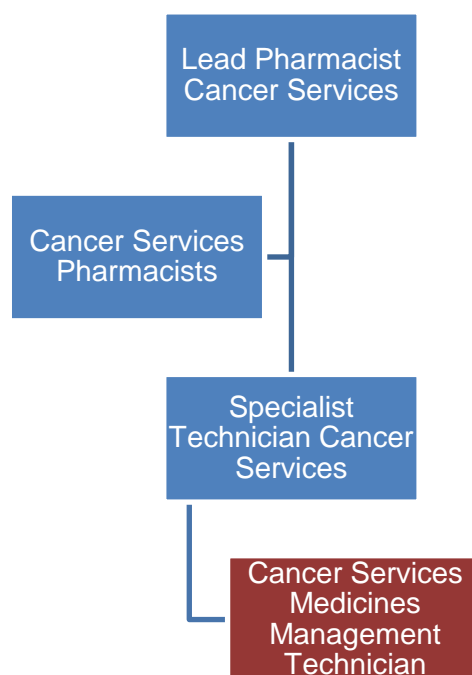 Lead Pharmacist
Cancer Services
Cancer Services
Pharmacists
Specialist
Technician Cancer
Services
Cancer Services
Medicines
Management
Technician